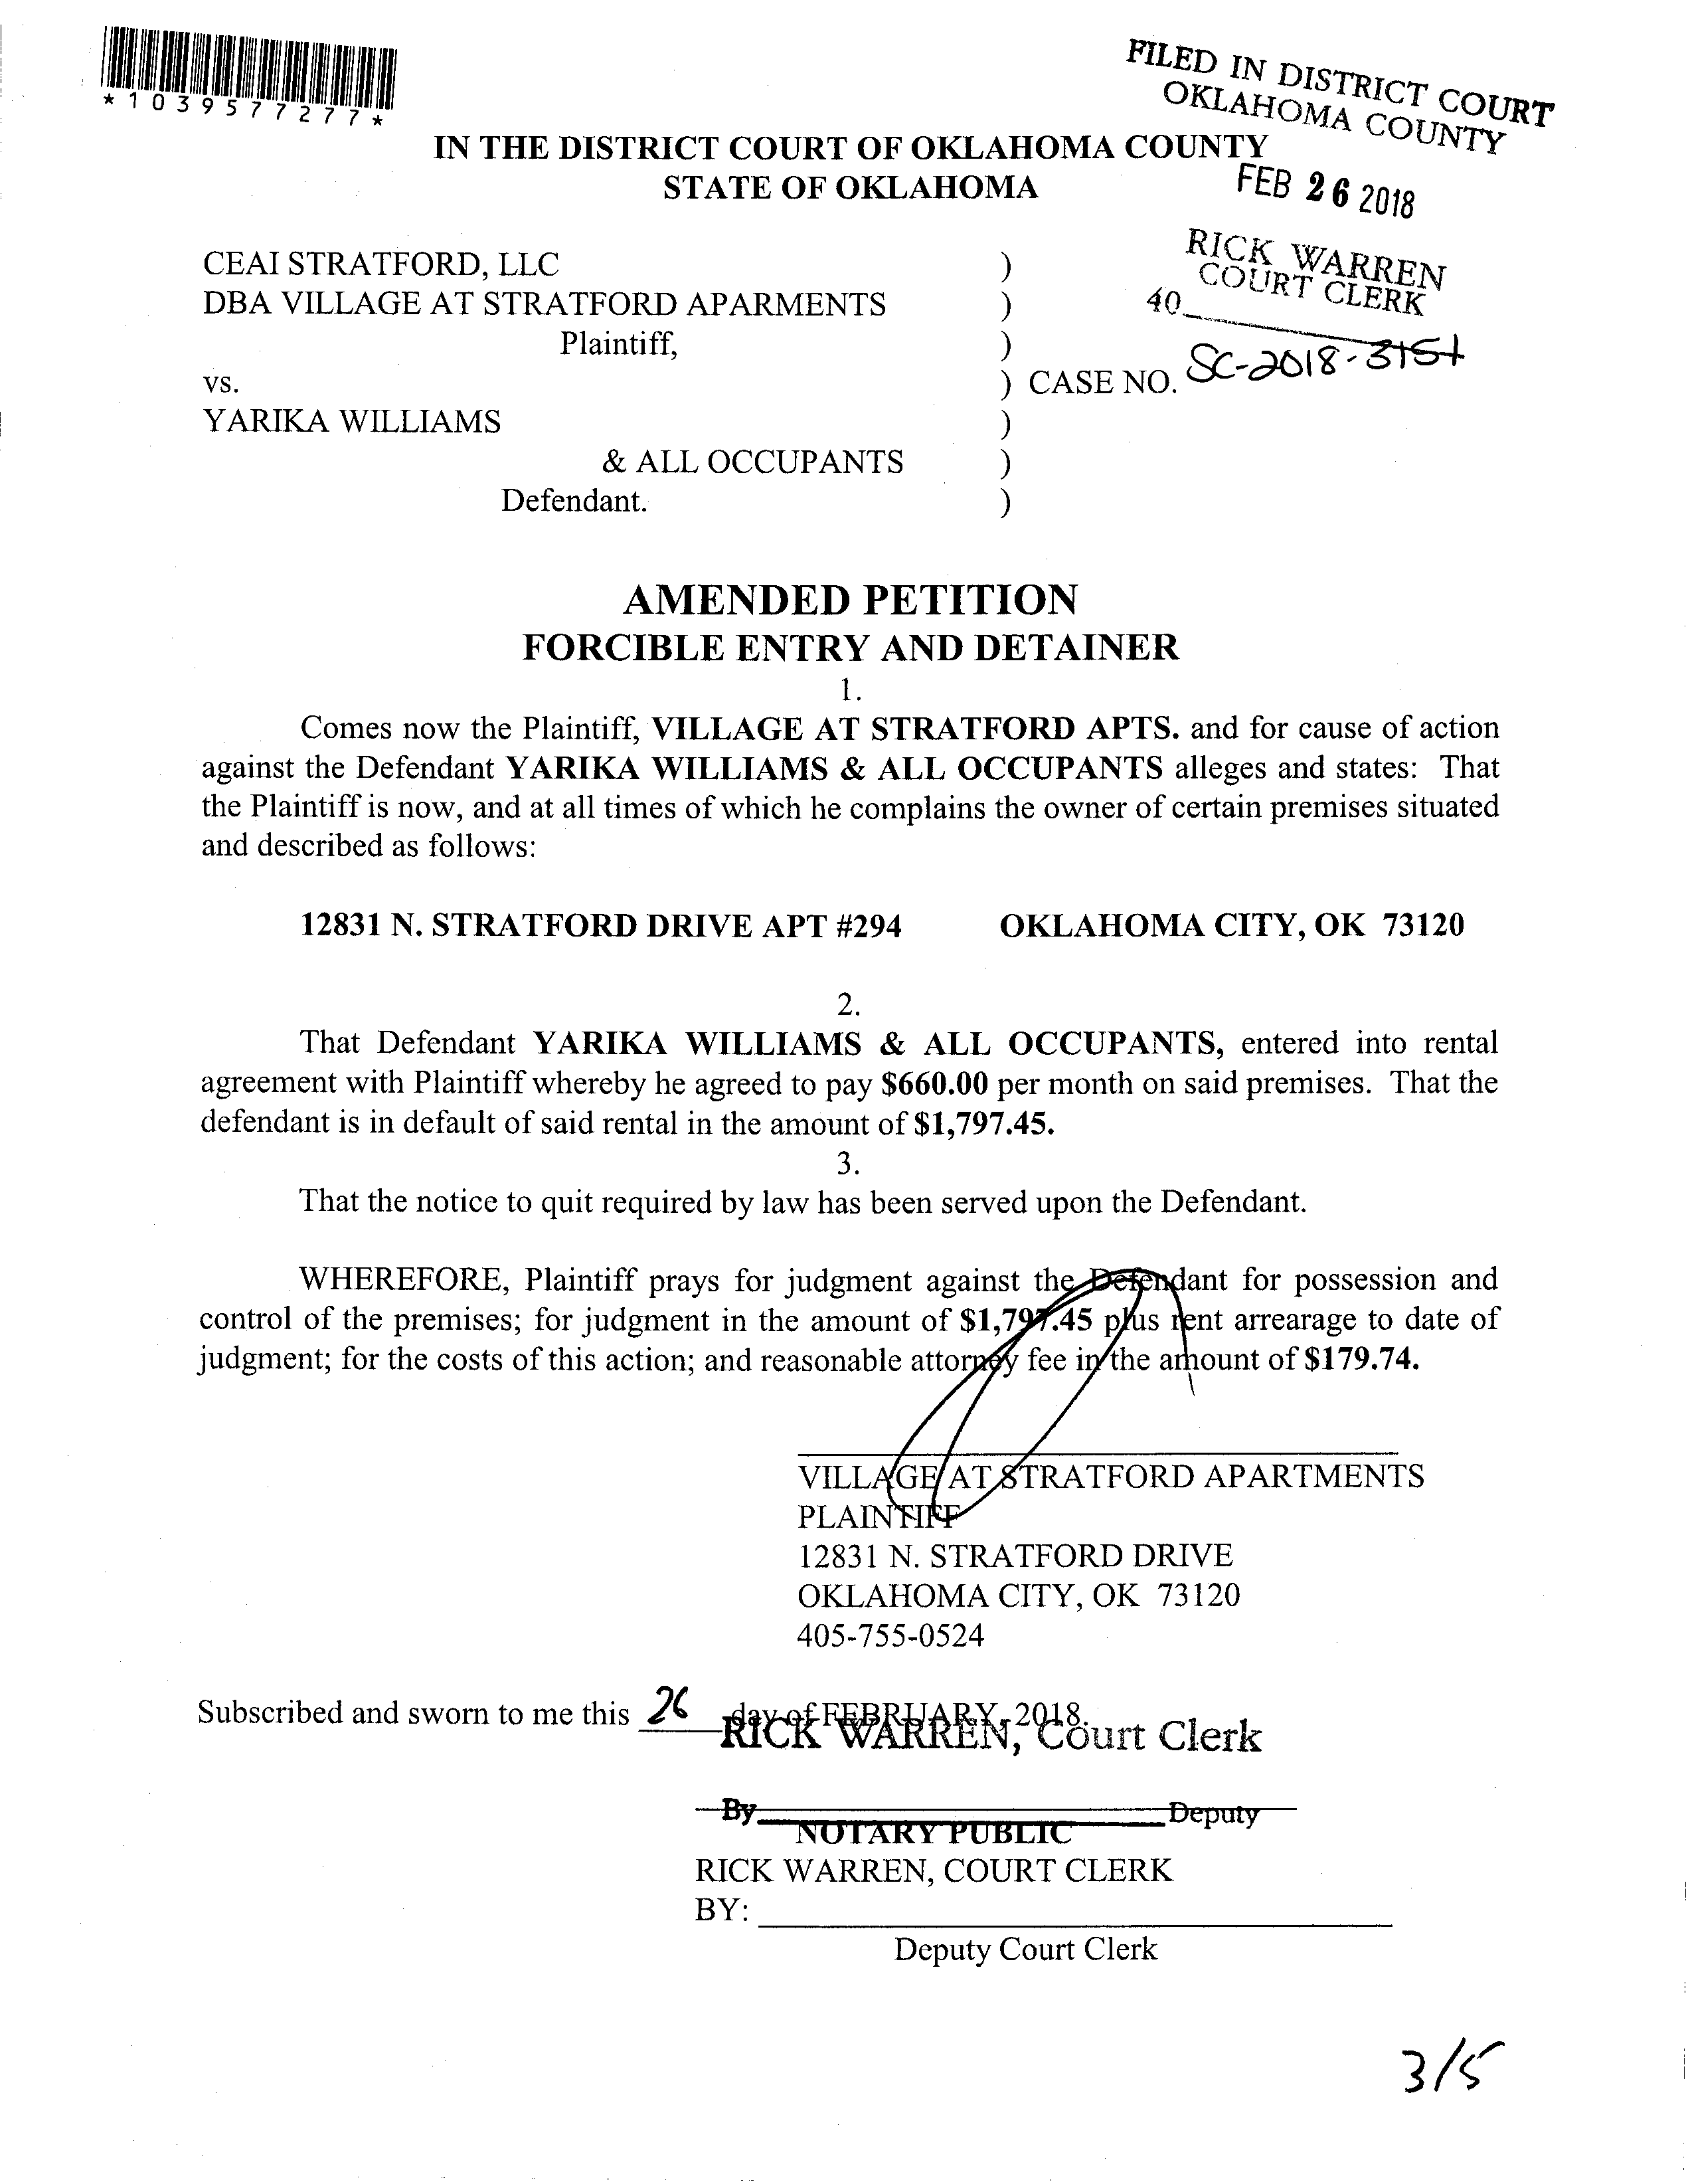 *1039577277*
FILED IN DISTRICT COURT
OKLAHOMA COUNTY
IN THE DISTRICT COURT OF OKLAHOMA COUNTY
STATE OF OKLAHOMA
FEB 26 2018
RICK WARREN
COURT CLERK
40
CEAI STRATFORD, LLC )
DBA VILLAGE AT STRATFORD APARMENTS )
Plaintiff, )
vs. ) CASE NO. SC-2018-3151
YARIKA WILLIAMS )
& ALL OCCUPANTS )
Defendant. )
AMENDED PETITION
FORCIBLE ENTRY AND DETAINER
1.
Comes now the Plaintiff, VILLAGE AT STRATFORD APTS. and for cause of action
against the Defendant YARIKA WILLIAMS & ALL OCCUPANTS alleges and states: That
the Plaintiff is now, and at all times of which he complains the owner of certain premises situated
and described as follows:
12831 N. STRATFORD DRIVE APT #294 OKLAHOMA CITY, OK 73120
2.
That Defendant YARIKA WILLIAMS & ALL OCCUPANTS, entered into rental
agreement with Plaintiff whereby he agreed to pay $660.00 per month on said premises. That the
defendant is in default of said rental in the amount of $1,797.45.
3.
That the notice to quit required by law has been served upon the Defendant.
WHEREFORE, Plaintiff prays for judgment against the Defendant for possession and
control of the premises; for judgment in the amount of $1,797.45 plus rent arrearage to date of
judgment; for the costs of this action; and reasonable attorney fee in the amount of $179.74.
VILLAGE AT STRATFORD APARTMENTS
PLAINTIFF
12831 N. STRATFORD DRIVE
OKLAHOMA CITY, OK 73120
405-755-0524
Subscribed and sworn to me this 26 day of FEBRUARY, 2018.
RICK WARREN, Court Clerk
By Deputy
NOTARY PUBLIC
RICK WARREN, COURT CLERK
BY:
Deputy Court Clerk
3/5